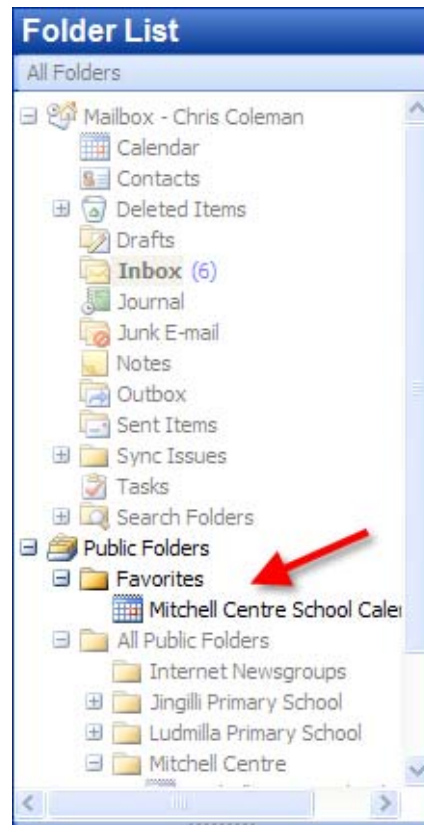 Folder List
All Folders
Mailbox - Chris Coleman
Calendar
Contacts
Deleted Items
Drafts
Inbox (6)
Journal
Junk E-mail
Notes
Outbox
Sent Items
Sync Issues
Tasks
Search Folders
Public Folders
Favorites
Mitchell Centre School Caler
All Public Folders
Internet Newsgroups
Jingilli Primary School
Ludmilla Primary School
Mitchell Centre